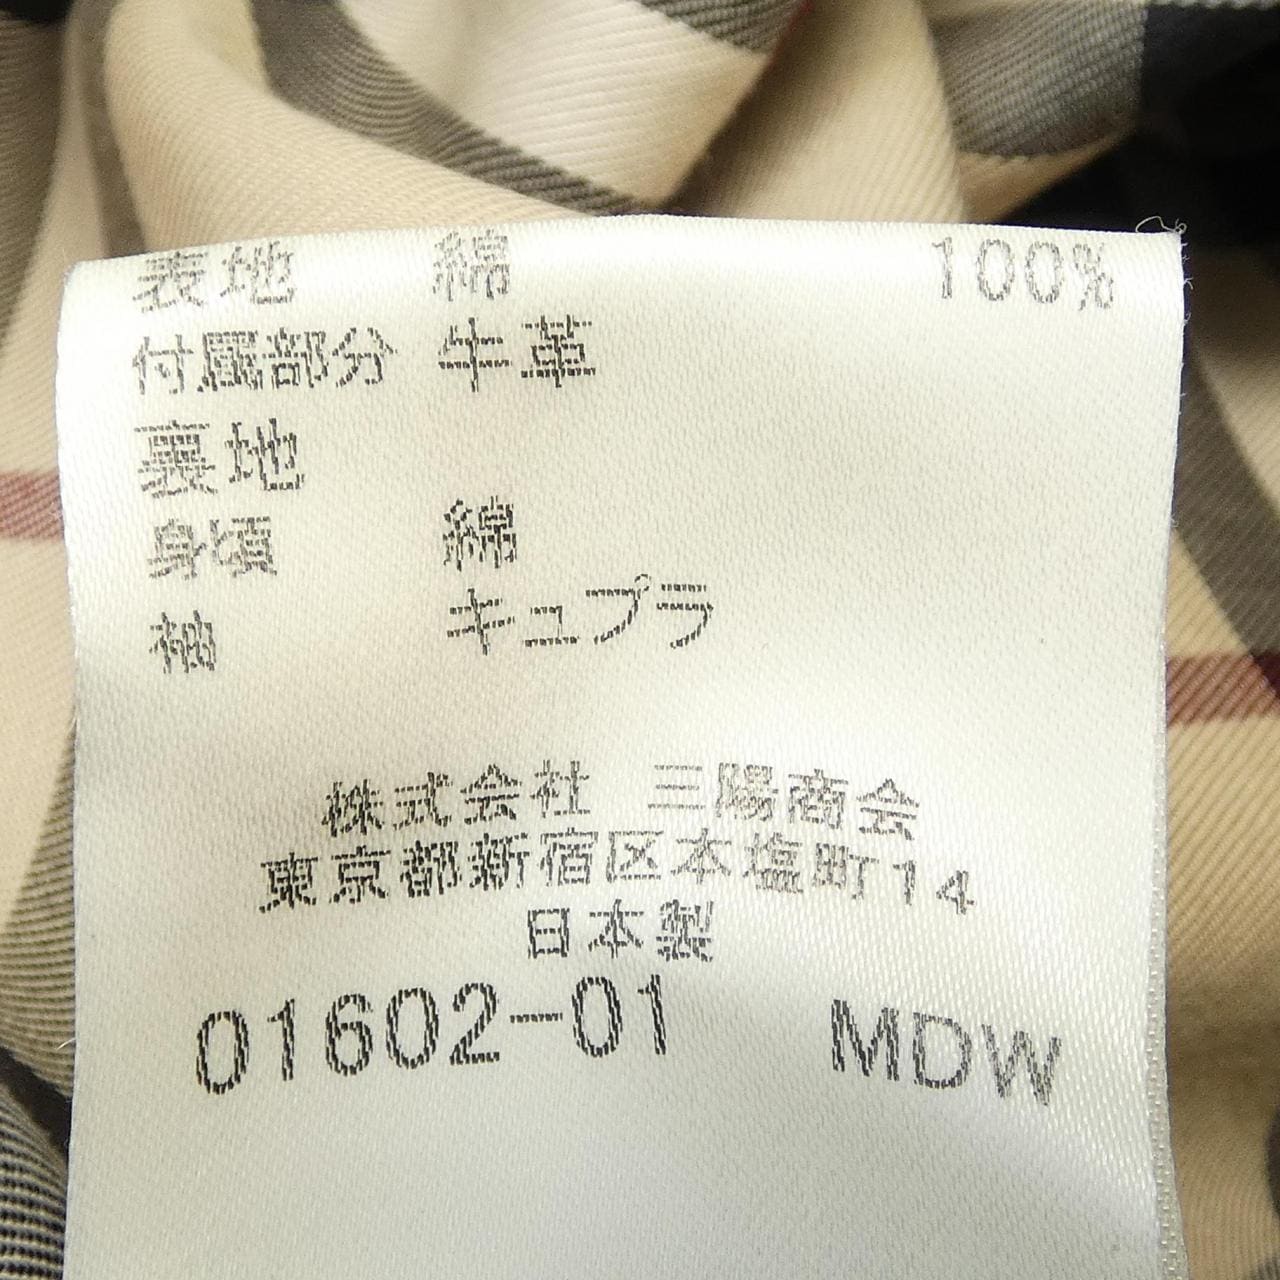 表地 綿 100%
付属部分 牛革
裏地
身頃 綿
袖 キュプラ
株式会社 三陽商会
東京都新宿区本塩町14
日本製
01602-01 MDW